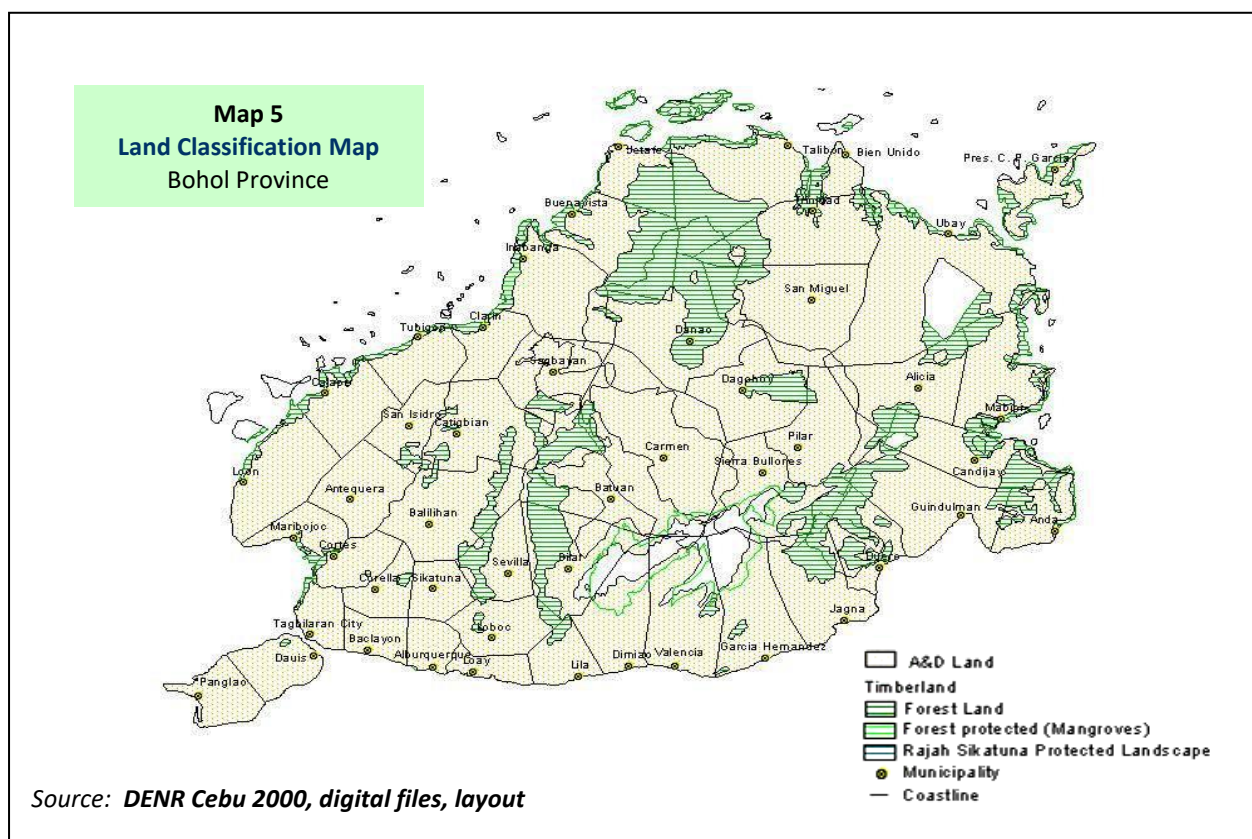 Map 5
Land Classification Map
Bohol Province
Jetafe
Talibon
Bien Unido
Pres. C. P. Garcia
Buenavista
Trinidad
Ubay
Inabanga
San Miguel
Clarin
Tubigon
Danao
Sagbayan
Dagohoy
Alicia
Calape
Mabini
San Isidro
Catigbian
Pilar
Carmen
Sierra Bullones
Candijay
Loon
Antequera
Batuan
Guindulman
Balilihan
Anda
Maribojoc
Cortes
Sevilla
Bilar
Duero
Corella
Sikatuna
Jagna
Tagbilaran City
Loboc
Baclayon
Dauis
Alburquerque
Loay
Lila
Dimiao
Valencia
Garcia Hernandez
Panglao
A&D Land
Timberland
Forest Land
Forest protected (Mangroves)
Rajah Sikatuna Protected Landscape
Municipality
Coastline
Source: DENR Cebu 2000, digital files, layout